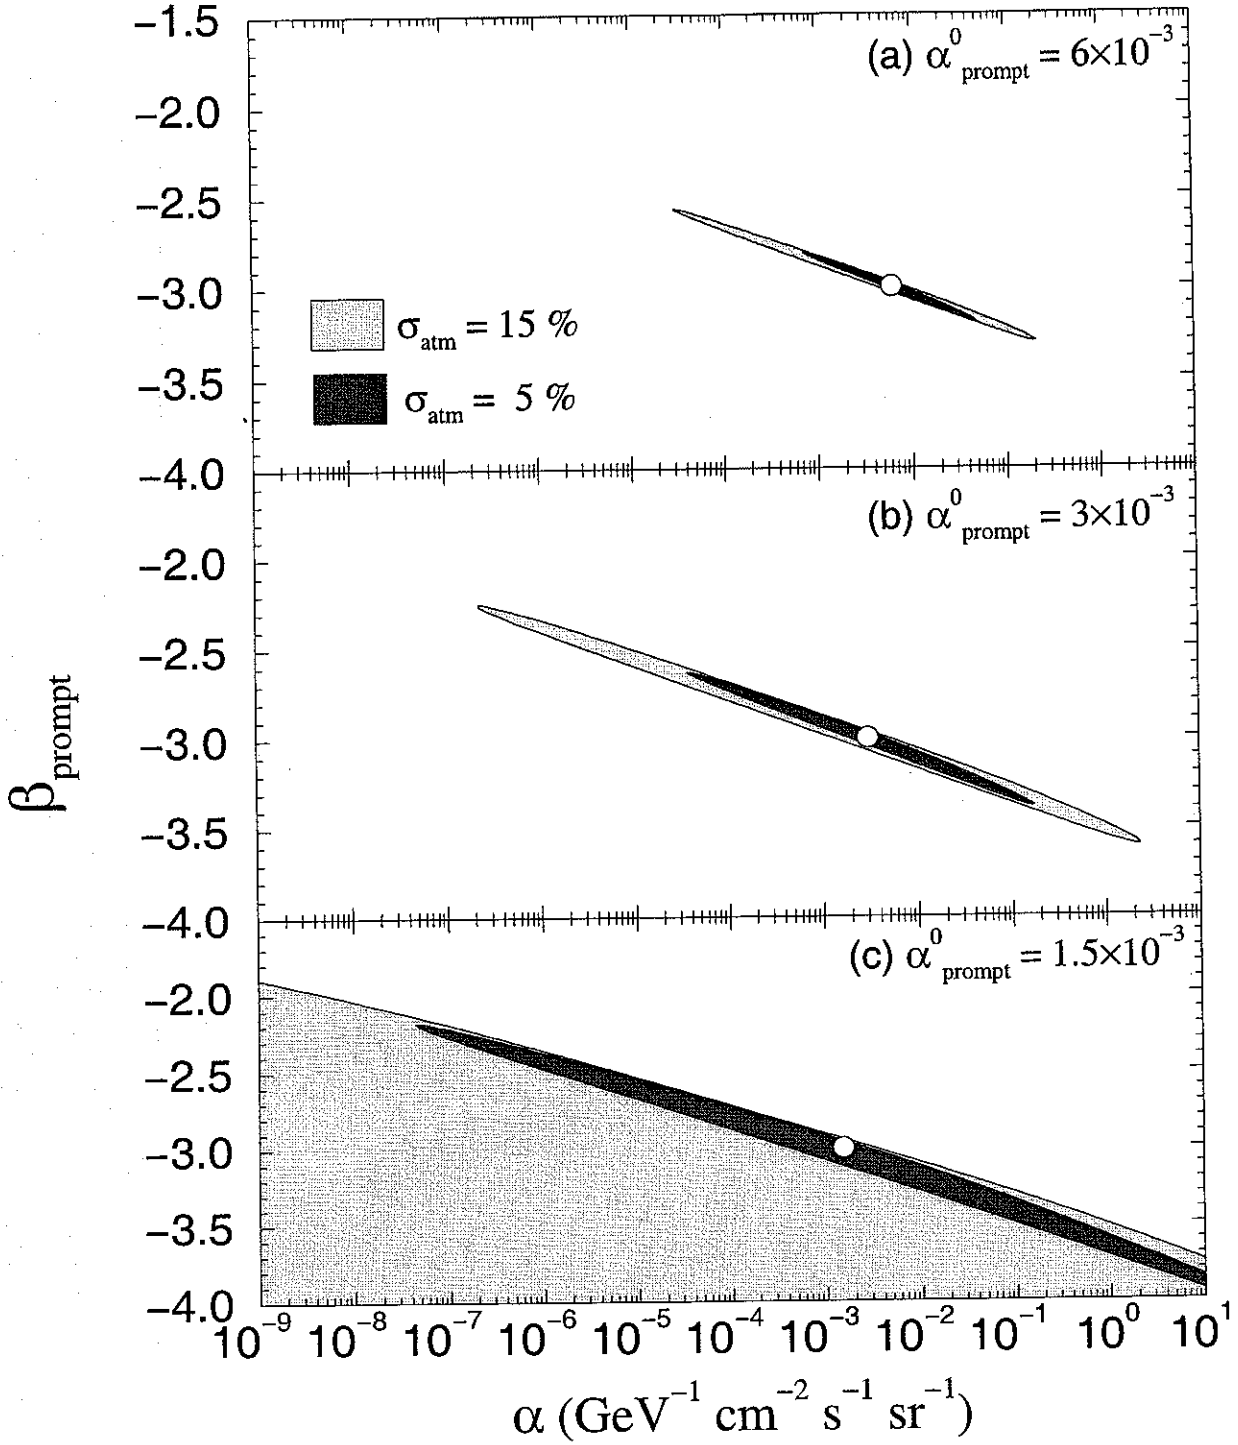 −1.5
(a) α⁰prompt = 6×10⁻³
−2.0
−2.5
−3.0
σatm = 15 %
−3.5
σatm = 5 %
−4.0
(b) α⁰prompt = 3×10⁻³
−2.0
−2.5
−3.0
βprompt
−3.5
−4.0
(c) α⁰prompt = 1.5×10⁻³
−2.0
−2.5
−3.0
−3.5
−4.0
10⁻⁹ 10⁻⁸ 10⁻⁷ 10⁻⁶ 10⁻⁵ 10⁻⁴ 10⁻³ 10⁻² 10⁻¹ 10⁰ 10¹
α (GeV⁻¹ cm⁻² s⁻¹ sr⁻¹)